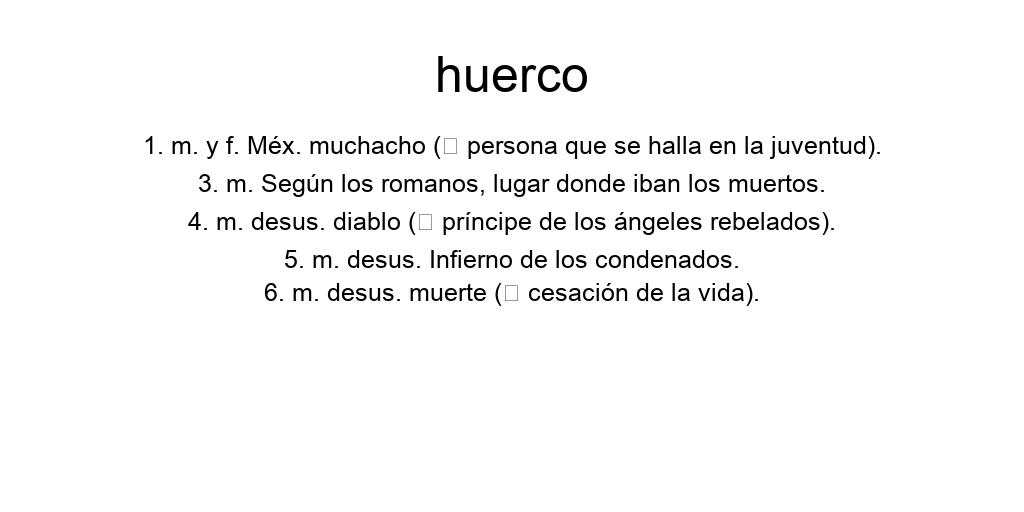 huerco
1. m. y f. Méx. muchacho (▯ persona que se halla en la juventud).
3. m. Según los romanos, lugar donde iban los muertos.
4. m. desus. diablo (▯ príncipe de los ángeles rebelados).
5. m. desus. Infierno de los condenados.
6. m. desus. muerte (▯ cesación de la vida).